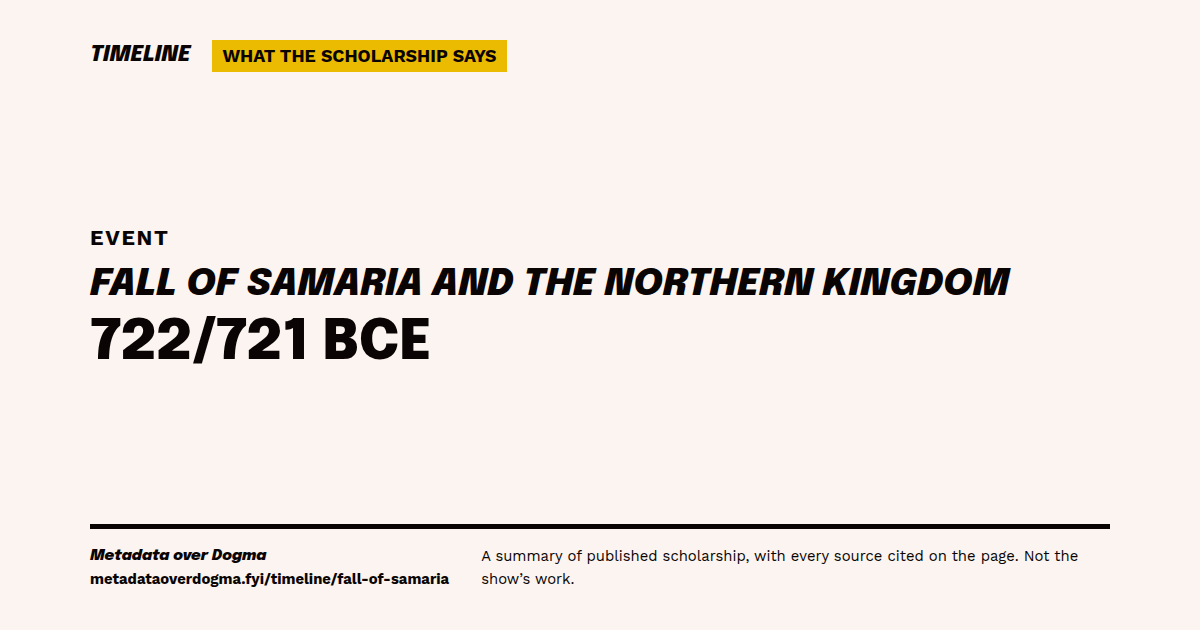 TIMELINE
WHAT THE SCHOLARSHIP SAYS
EVENT
FALL OF SAMARIA AND THE NORTHERN KINGDOM
722/721 BCE
Metadata over Dogma
metadataoverdogma.fyi/timeline/fall-of-samaria
A summary of published scholarship, with every source cited on the page. Not the
show’s work.